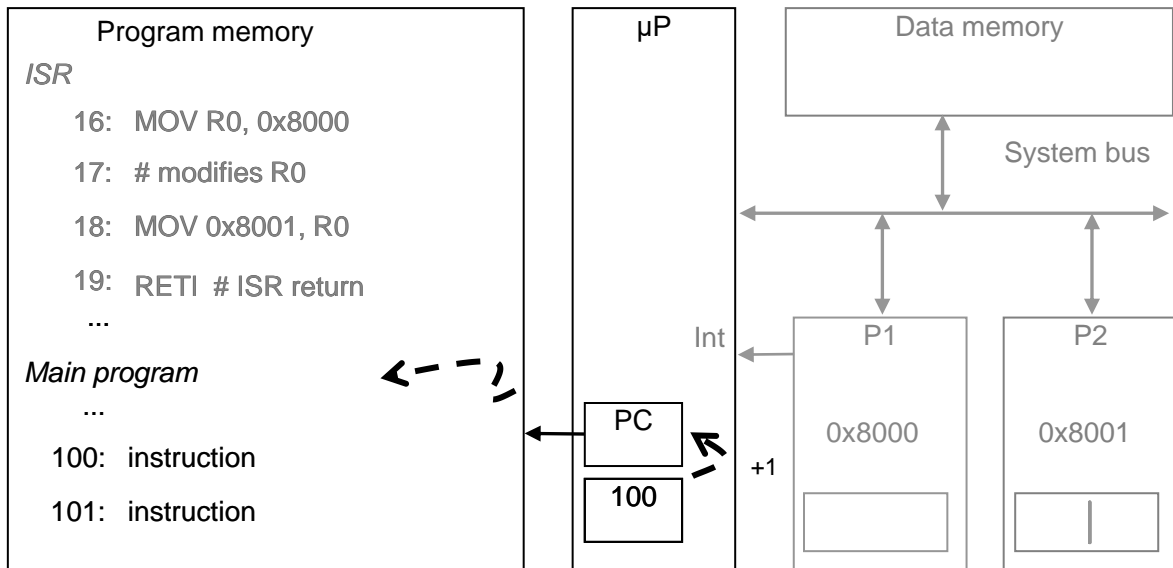 Program memory
ISR
16: MOV R0, 0x8000
17: # modifies R0
18: MOV 0x8001, R0
19: RETI # ISR return
...
Main program
...
100: instruction
101: instruction
µP
PC
100
+1
Int
Data memory
System bus
P1
0x8000
P2
0x8001